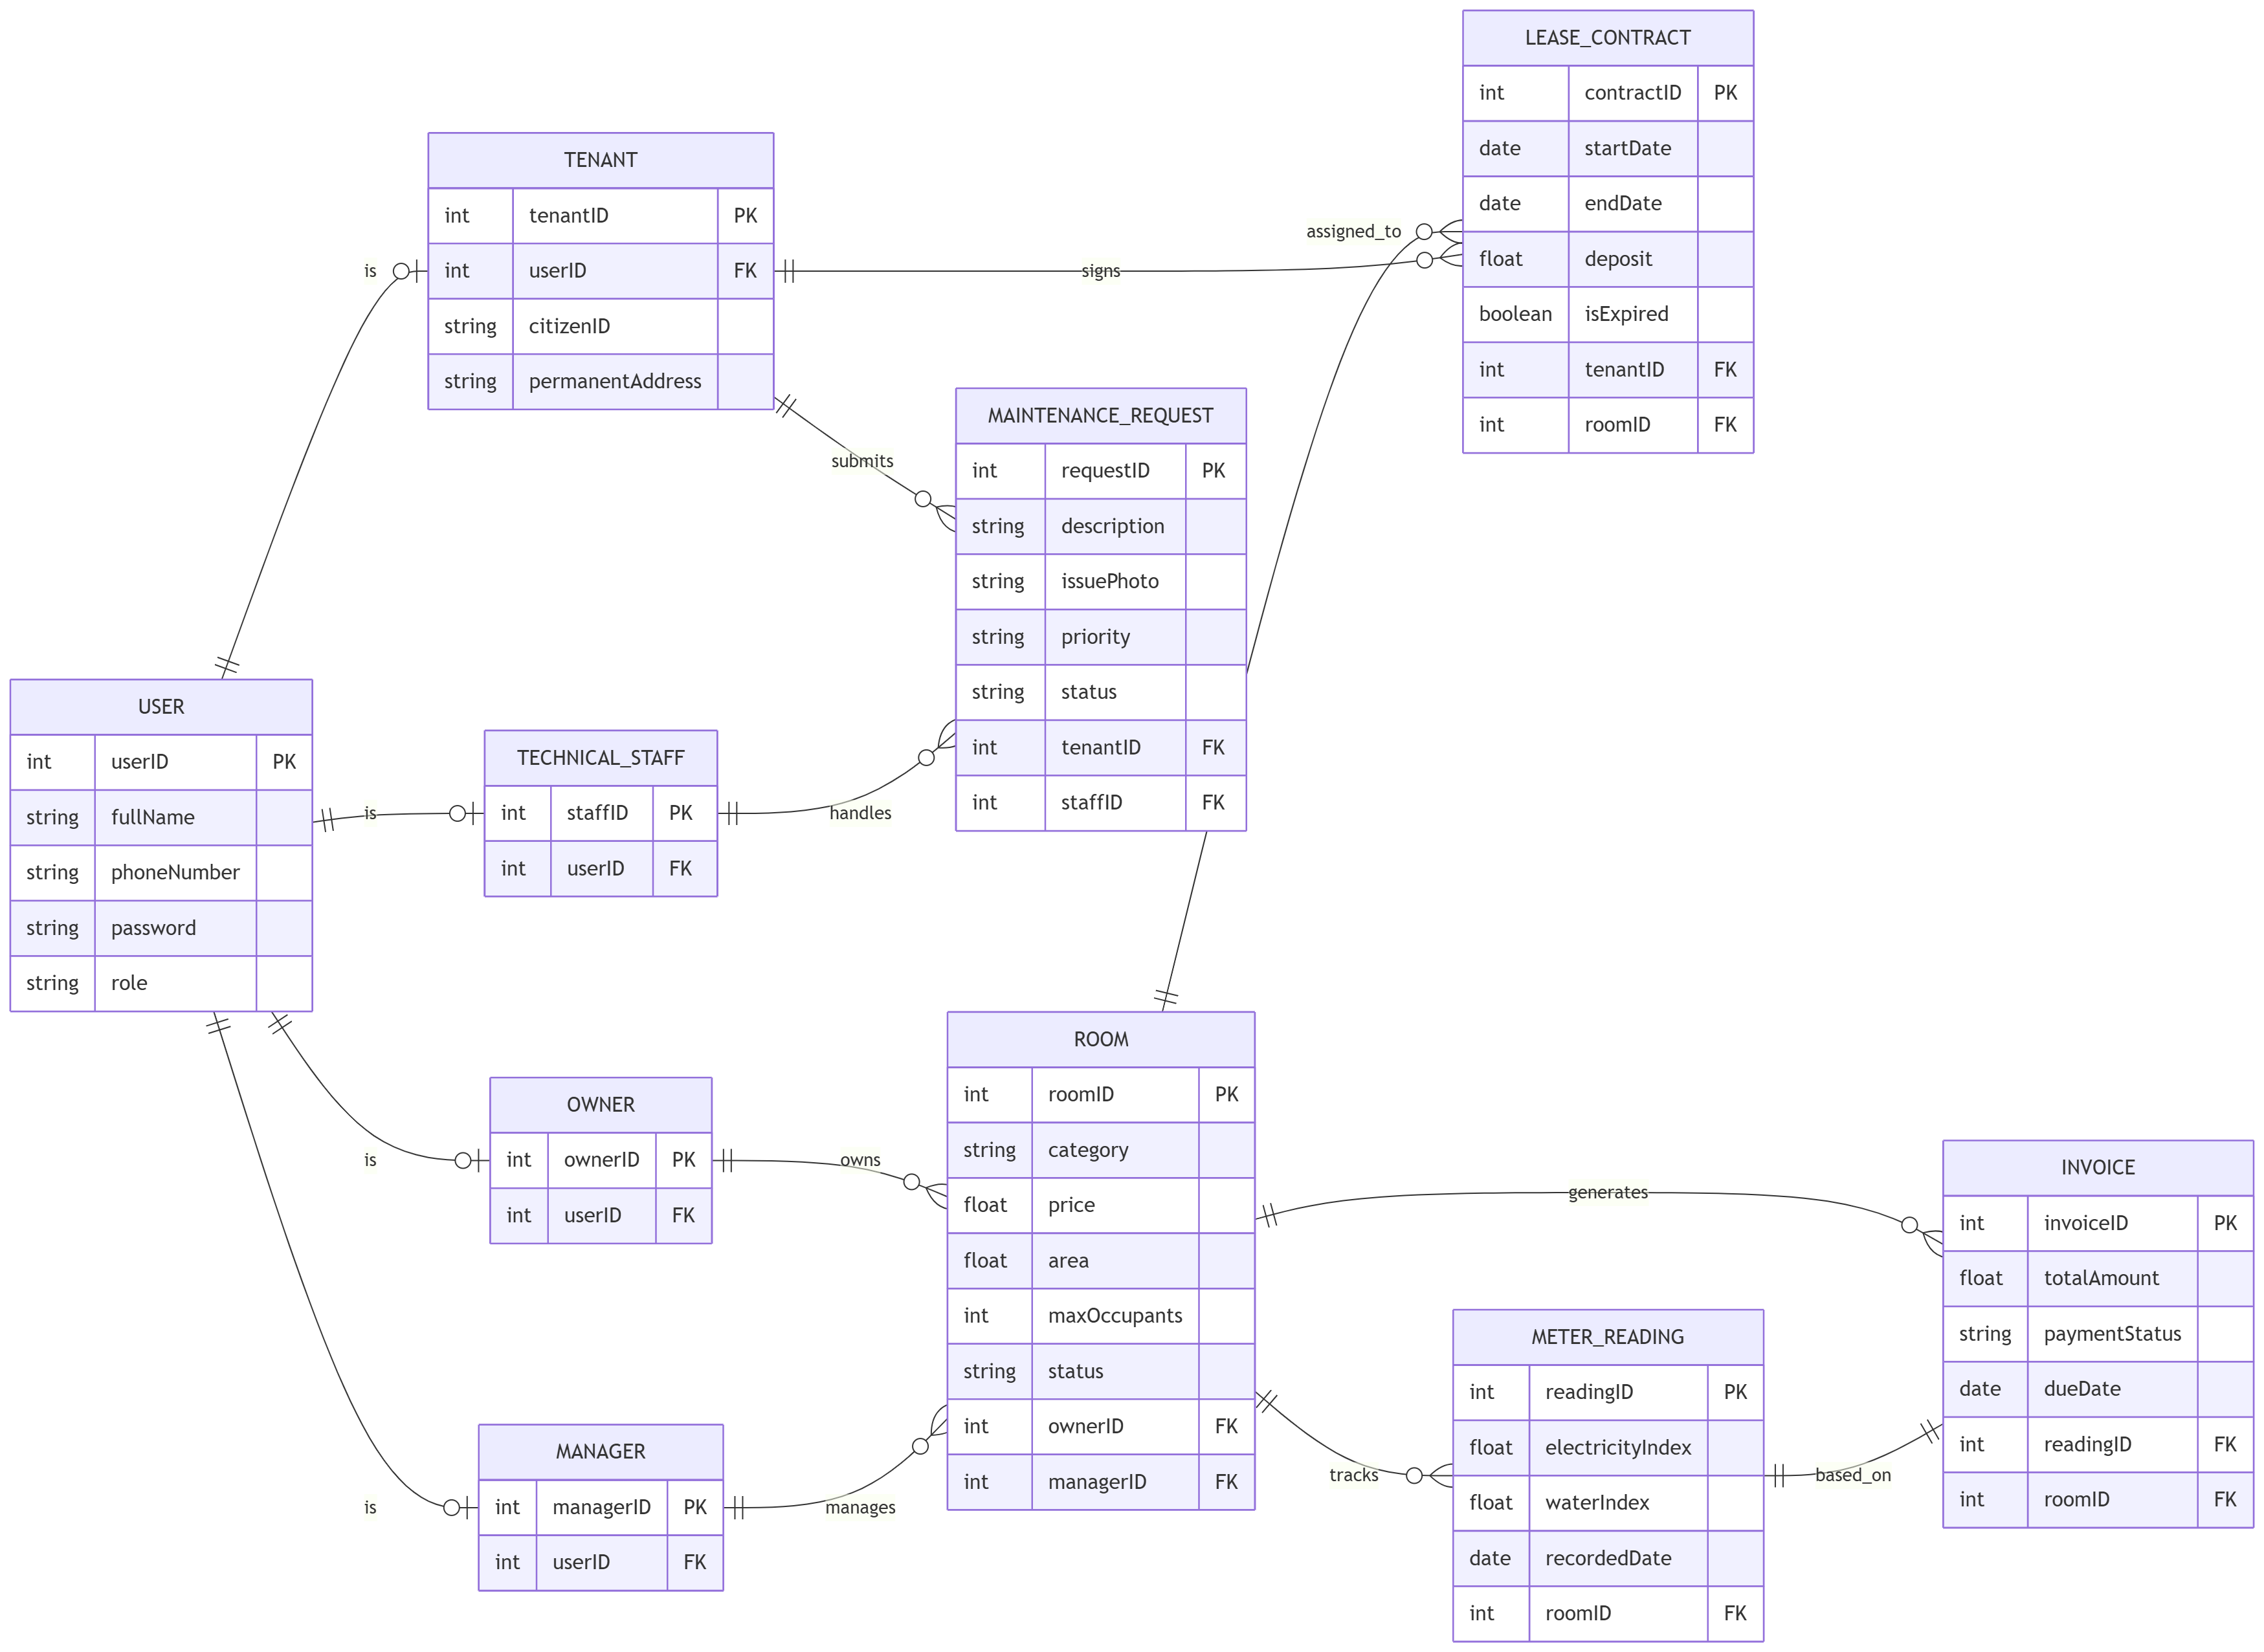 LEASE_CONTRACT
int contractID PK
date startDate
date endDate
float deposit
boolean isExpired
int tenantID FK
int roomID FK
TENANT
int tenantID PK
int userID FK
string citizenID
string permanentAddress
assigned_to
is
signs
submits
MAINTENANCE_REQUEST
int requestID PK
string description
string issuePhoto
string priority
string status
int tenantID FK
int staffID FK
USER
int userID PK
string fullName
string phoneNumber
string password
string role
is
TECHNICAL_STAFF
int staffID PK
int userID FK
handles
is
OWNER
int ownerID PK
int userID FK
owns
ROOM
int roomID PK
string category
float price
float area
int maxOccupants
string status
int ownerID FK
int managerID FK
generates
INVOICE
int invoiceID PK
float totalAmount
string paymentStatus
date dueDate
int readingID FK
int roomID FK
METER_READING
int readingID PK
float electricityIndex
float waterIndex
date recordedDate
int roomID FK
tracks
based_on
is
MANAGER
int managerID PK
int userID FK
manages